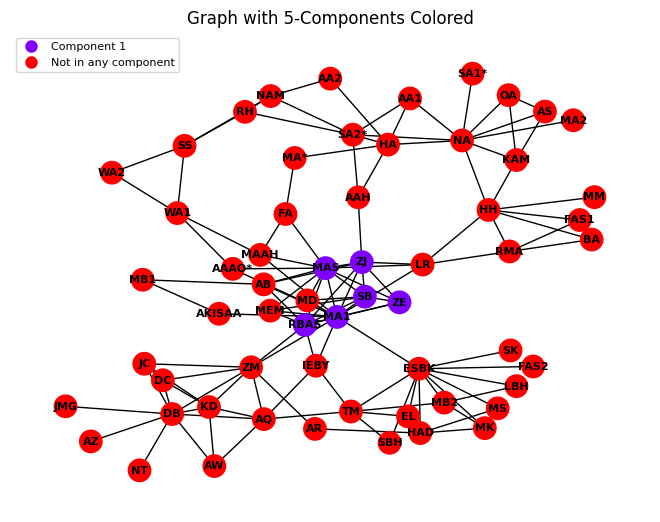 Graph with 5-Components Colored
Component 1
Not in any component
SA1*
AA2
NAM
AA1
OA
RH
AS
MA2
SA2*
NA
HA
SS
MA*
KAM
WA2
AAH
MM
HH
WA1
FA
FAS1
BA
MAAH
RMA
ZJ
LR
AAAO*
MAS
MB1
AB
SB
MD
ZE
MEM
AKISAA
MA1
RBAS
SK
JC
ZM
IEBY
FAS2
ESBK
DC
LBH
MB2
JMG
KD
MS
DB
TM
EL
AQ
AR
MK
HAD
AZ
SBH
AW
NT